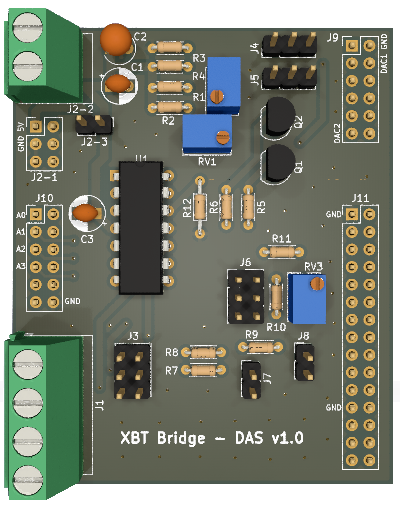 C2
J4
J9
GND
R3
C1
J5
DAC1
R4
R1
J2-2
5V
GND
R2
Q2
DAC2
J2-3
U1
RV1
J2-1
Q1
J10
J11
A0
R12
R6
R5
GND
A1
C3
A2
R11
A3
J6
RV3
GND
R10
J3
R9
J8
R8
R7
J7
J1
GND
XBT Bridge – DAS v1.0